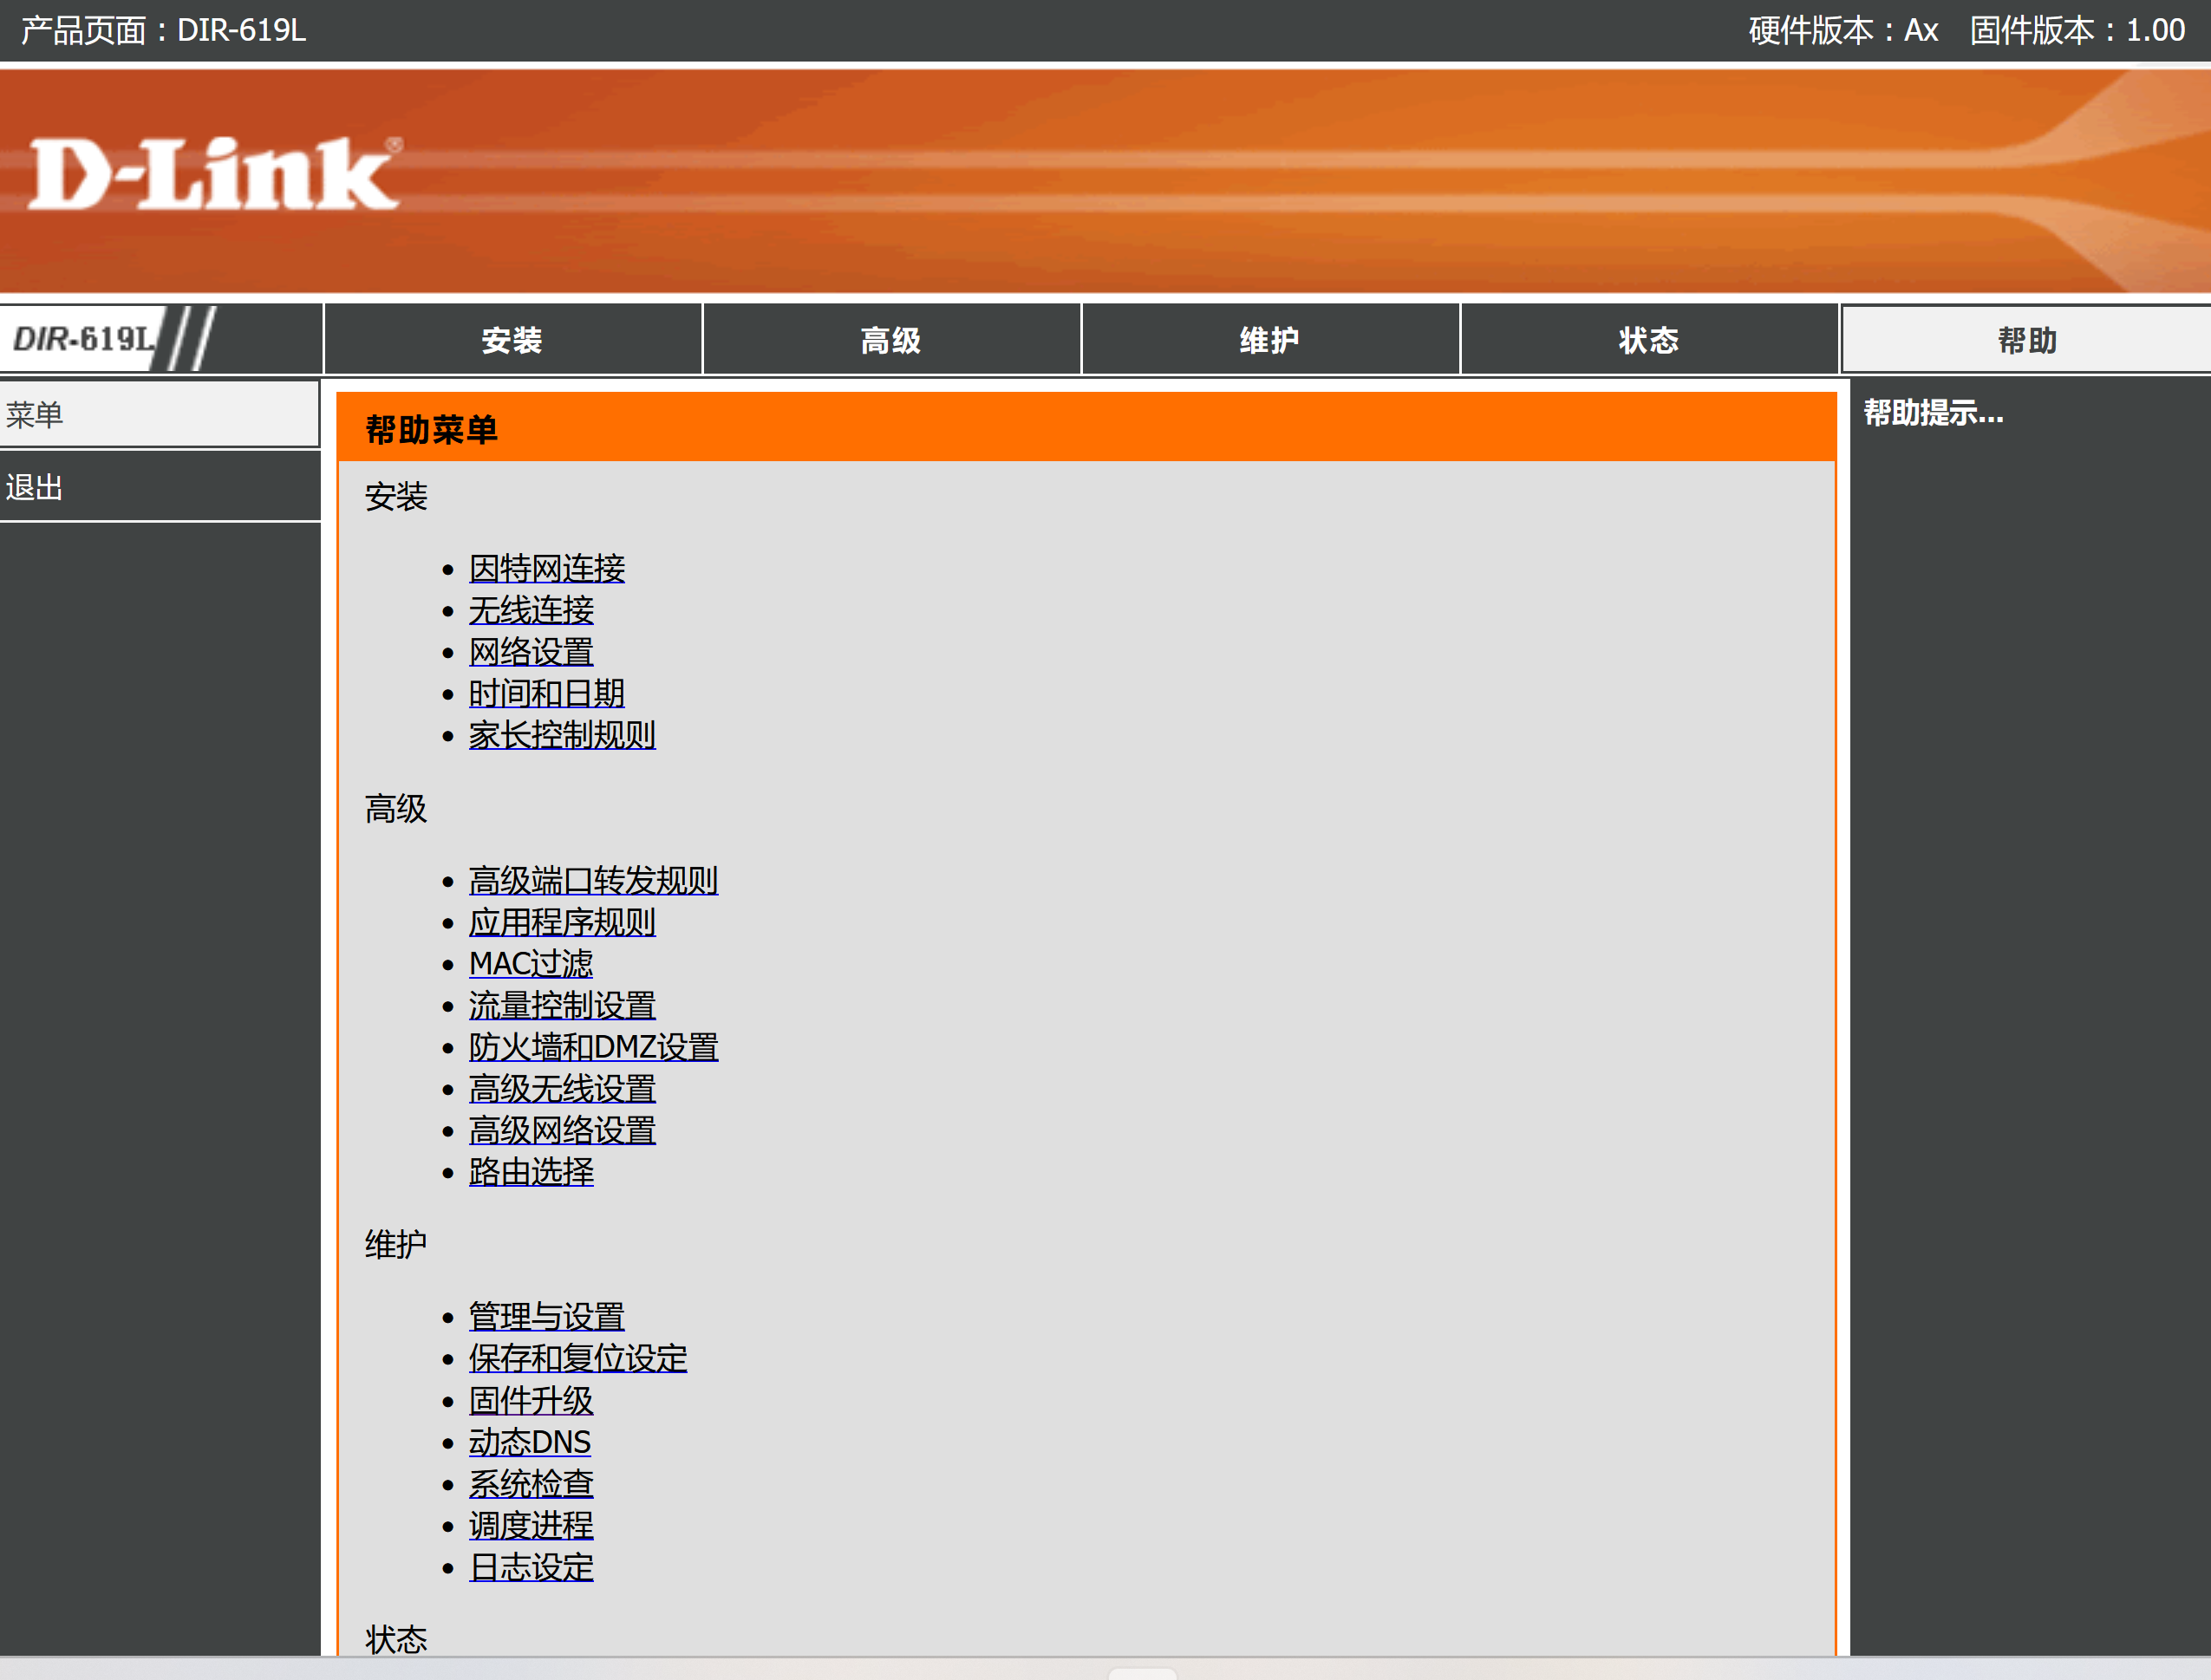 产品页面：DIR-619L
硬件版本：Ax 固件版本：1.00
D-Link®
DIR-619L 安装 高级 维护 状态 帮助
菜单
退出
帮助菜单
安装
因特网连接
无线连接
网络设置
时间和日期
家长控制规则
高级
高级端口转发规则
应用程序规则
MAC过滤
流量控制设置
防火墙和DMZ设置
高级无线设置
高级网络设置
路由选择
维护
管理与设置
保存和复位设定
固件升级
动态DNS
系统检查
调度进程
日志设定
状态
帮助提示...